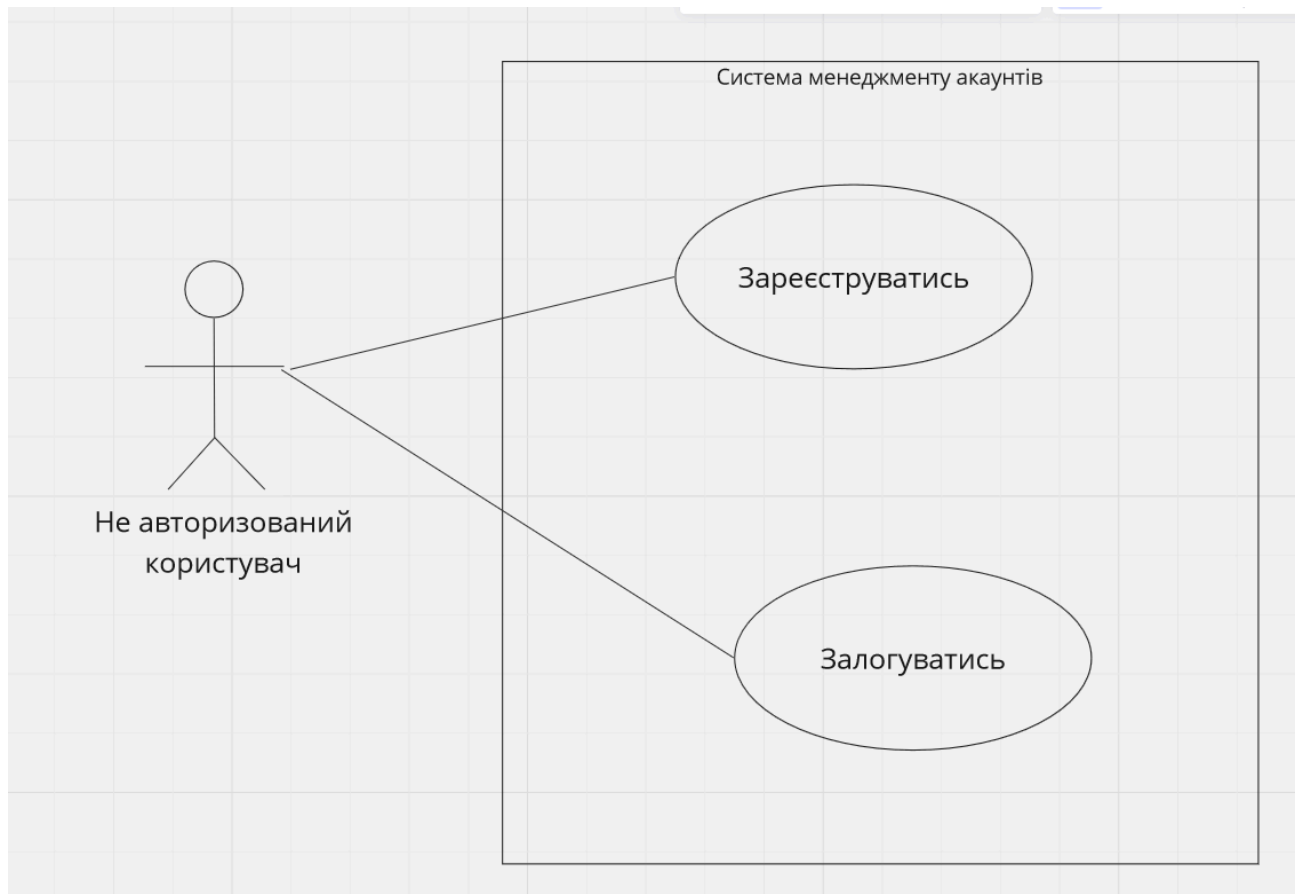 Система менеджменту акаунтів
Зареєструватись
Не авторизований
користувач
Залогуватись